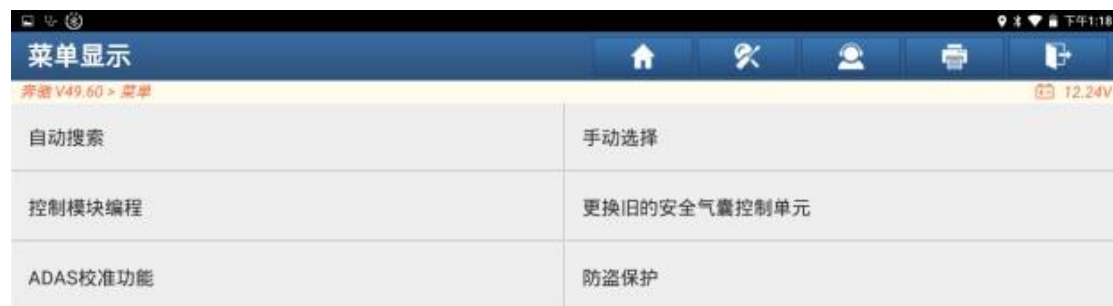 下午1:18
菜单显示
奔驰 V49.60 > 菜单
12.24V
自动搜索
手动选择
控制模块编程
更换旧的安全气囊控制单元
ADAS校准功能
防盗保护